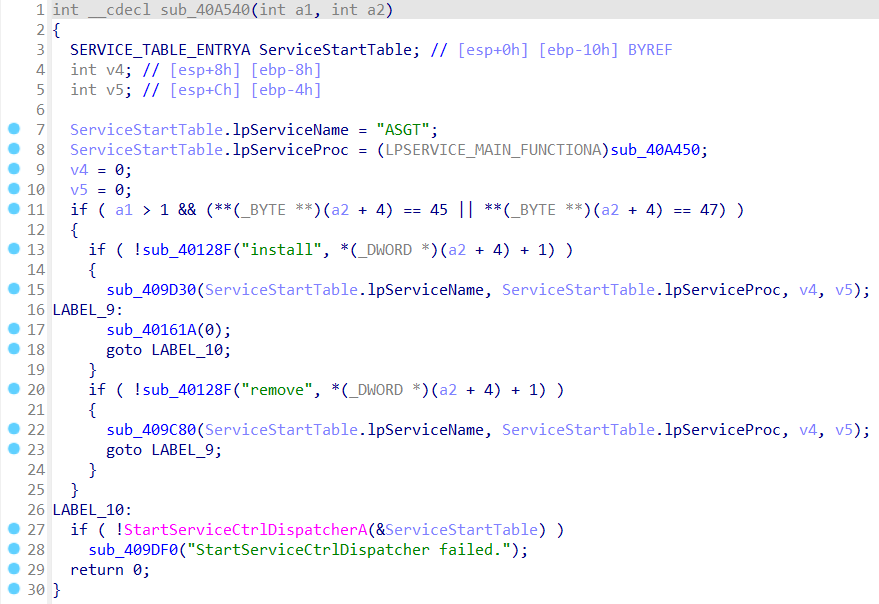 1 int __cdecl sub_40A540(int a1, int a2)
2 {
3   SERVICE_TABLE_ENTRYA ServiceStartTable; // [esp+0h] [ebp-10h] BYREF
4   int v4; // [esp+8h] [ebp-8h]
5   int v5; // [esp+Ch] [ebp-4h]
6
7   ServiceStartTable.lpServiceName = "ASGT";
8   ServiceStartTable.lpServiceProc = (LPSERVICE_MAIN_FUNCTIONA)sub_40A450;
9   v4 = 0;
10   v5 = 0;
11   if ( a1 > 1 && (**(_BYTE **)(a2 + 4) == 45 || **(_BYTE **)(a2 + 4) == 47) )
12   {
13     if ( !sub_40128F("install", *(_DWORD *)(a2 + 4) + 1) )
14     {
15       sub_409D30(ServiceStartTable.lpServiceName, ServiceStartTable.lpServiceProc, v4, v5);
16 LABEL_9:
17       sub_40161A(0);
18       goto LABEL_10;
19     }
20     if ( !sub_40128F("remove", *(_DWORD *)(a2 + 4) + 1) )
21     {
22       sub_409C80(ServiceStartTable.lpServiceName, ServiceStartTable.lpServiceProc, v4, v5);
23       goto LABEL_9;
24     }
25   }
26 LABEL_10:
27   if ( !StartServiceCtrlDispatcherA(&ServiceStartTable) )
28     sub_409DF0("StartServiceCtrlDispatcher failed.");
29   return 0;
30 }